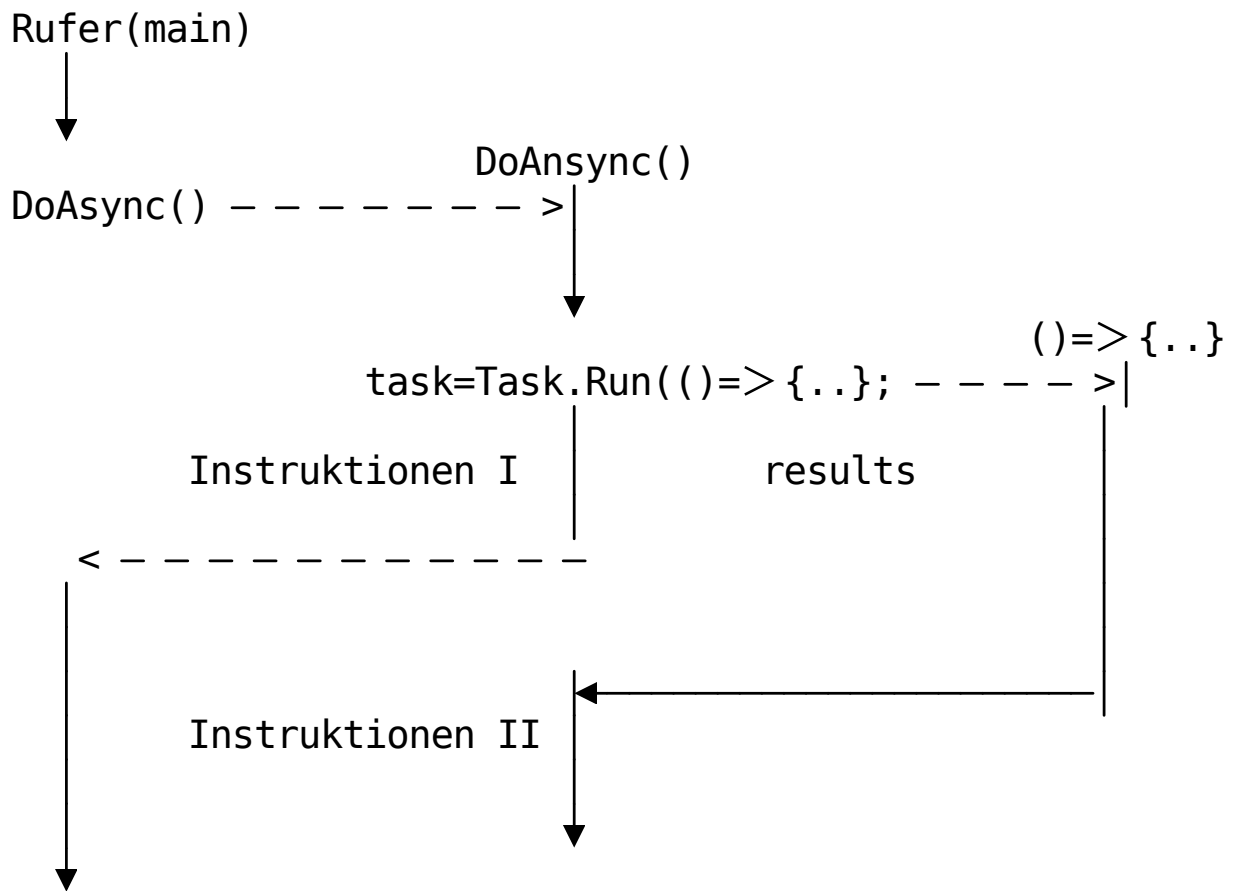 Rufer(main)
DoAnsync()
DoAsync() – – – – – – – >
()=>{..}
task=Task.Run(()=>{..}; – – – – >
Instruktionen I results
< – – – – – – – – – – –
Instruktionen II